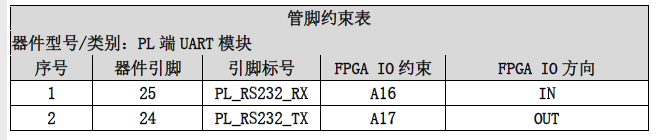 管脚约束表
器件型号/类别：PL 端 UART 模块
序号 器件引脚 引脚标号 FPGA IO 约束 FPGA IO 方向
1 25 PL_RS232_RX A16 IN
2 24 PL_RS232_TX A17 OUT